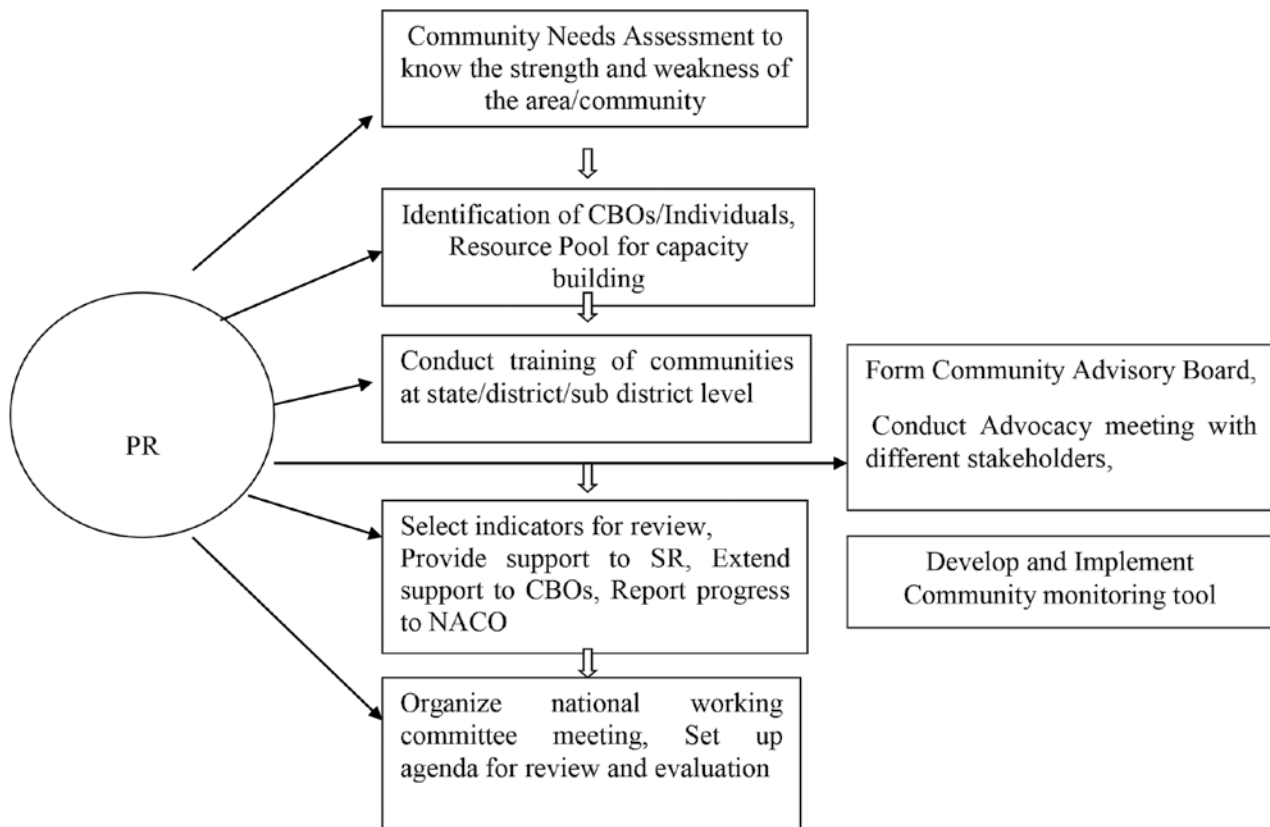 Community Needs Assessment to
know the strength and weakness of
the area/community
Identification of CBOs/Individuals,
Resource Pool for capacity
building
Conduct training of communities
at state/district/sub district level
PR
Form Community Advisory Board,
Conduct Advocacy meeting with
different stakeholders,
Select indicators for review,
Provide support to SR, Extend
support to CBOs, Report progress
to NACO
Develop and Implement
Community monitoring tool
Organize national working
committee meeting, Set up
agenda for review and evaluation